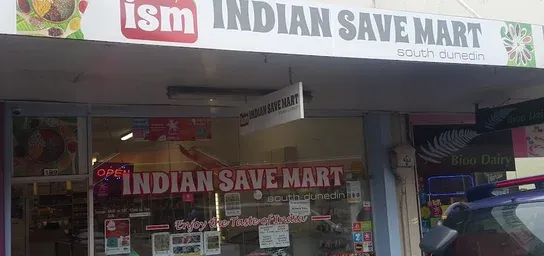 ism INDIAN SAVE MART
south dunedin
INDIAN SAVE MART
OPEN
INDIAN SAVE MART
south dunedin
Enjoy the Taste of India!!
Dairy